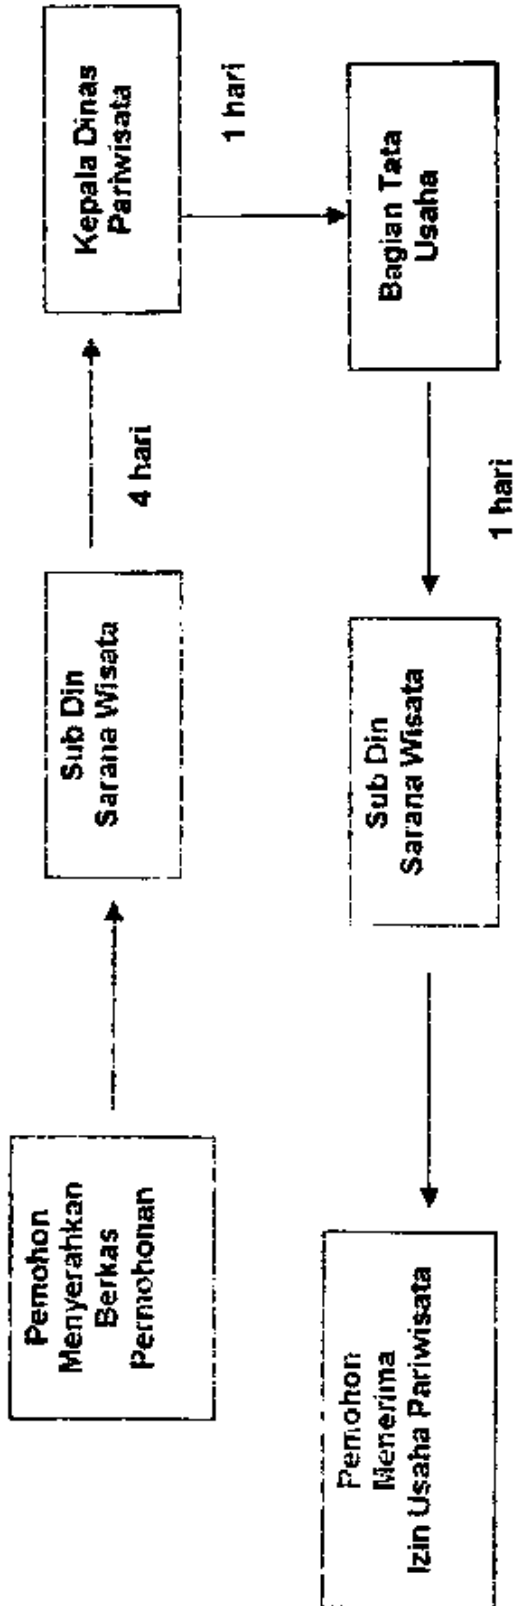 Pemohon
Menyerahkan
Berkas
Permohonan
Sub Din
Sarana Wisata
4 hari
Kepala Dinas
Pariwisata
1 hari
Bagian Tata
Usaha
1 hari
Sub Din
Sarana Wisata
Pemohon
Menerima
Izin Usaha Pariwisata